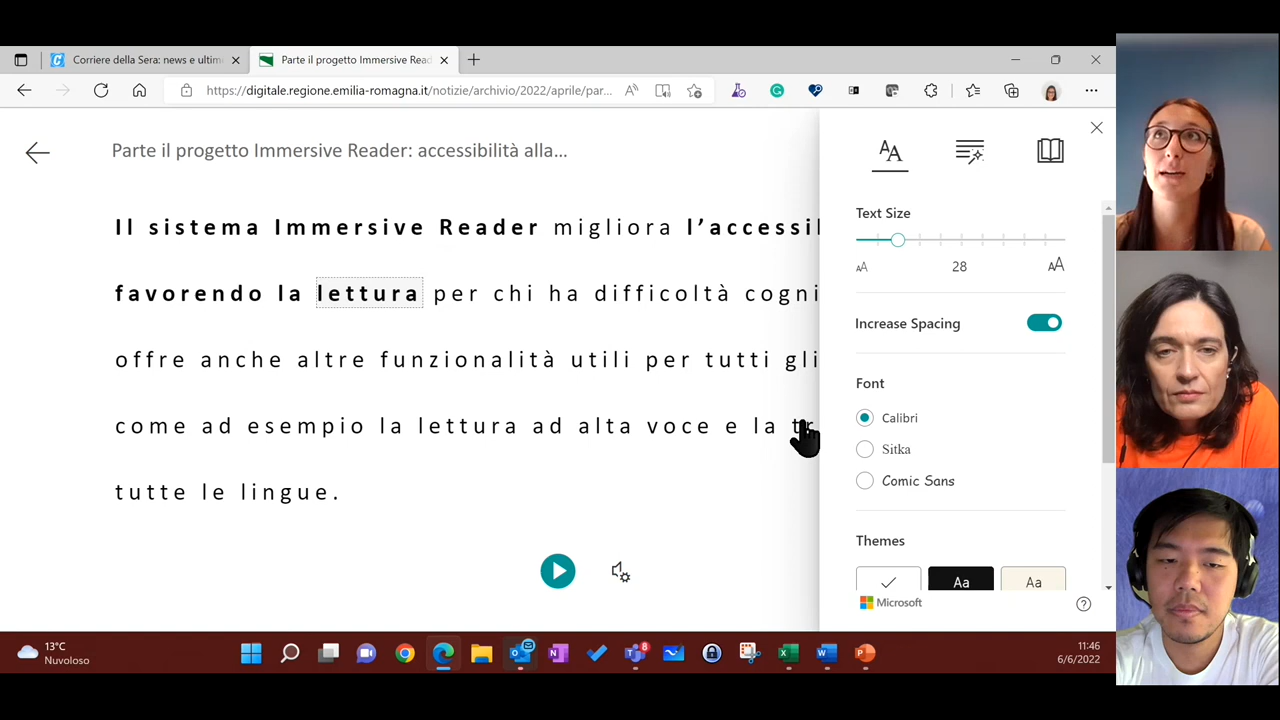 Corriere della Sera: news e ultim
Parte il progetto Immersive Read
https://digitale.regione.emilia-romagna.it/notizie/archivio/2022/aprile/par...
Parte il progetto Immersive Reader: accessibilità alla...
Il sistema Immersive Reader migliora l’accessil
favorendo la lettura per chi ha difficoltà cogni
offre anche altre funzionalità utili per tutti gli
come ad esempio la lettura ad alta voce e la tr
tutte le lingue.
Text Size
28
Increase Spacing
Font
Calibri
Sitka
Comic Sans
Themes
Aa
Aa
Microsoft
13°C
Nuvoloso
8
11:46
6/6/2022